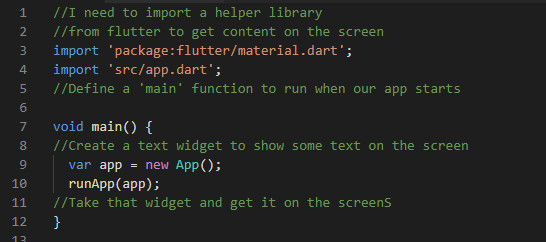 1 //I need to import a helper library
2 //from flutter to get content on the screen
3 import 'package:flutter/material.dart';
4 import 'src/app.dart';
5 //Define a 'main' function to run when our app starts
6
7 void main() {
8 //Create a text widget to show some text on the screen
9 var app = new App();
10 runApp(app);
11 //Take that widget and get it on the screenS
12 }
13